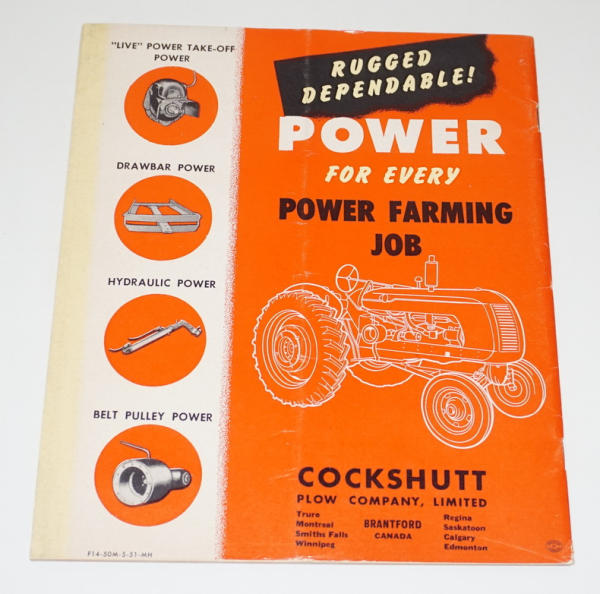 "LIVE" POWER TAKE-OFF
POWER
DRAWBAR POWER
HYDRAULIC POWER
BELT PULLEY POWER
F14-50M-5-51-MH
RUGGED
DEPENDABLE!
POWER
FOR EVERY
POWER FARMING
JOB
COCKSHUTT
PLOW COMPANY, LIMITED
Truro
Montreal
Smiths Falls
Winnipeg
BRANTFORD
CANADA
Regina
Saskatoon
Calgary
Edmonton